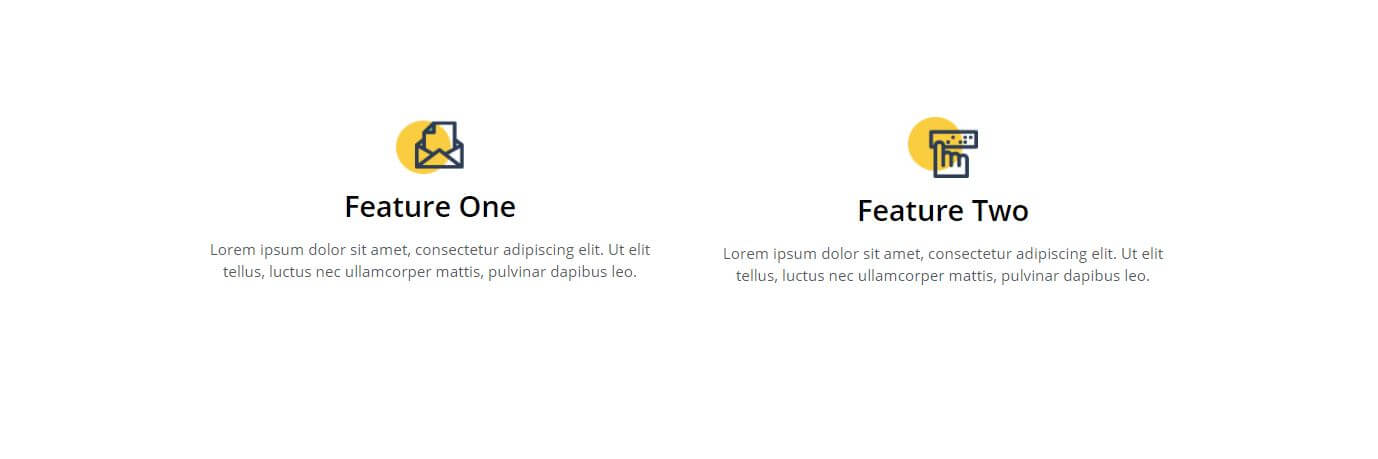 Feature One
Lorem ipsum dolor sit amet, consectetur adipiscing elit. Ut elit
tellus, luctus nec ullamcorper mattis, pulvinar dapibus leo.
Feature Two
Lorem ipsum dolor sit amet, consectetur adipiscing elit. Ut elit
tellus, luctus nec ullamcorper mattis, pulvinar dapibus leo.